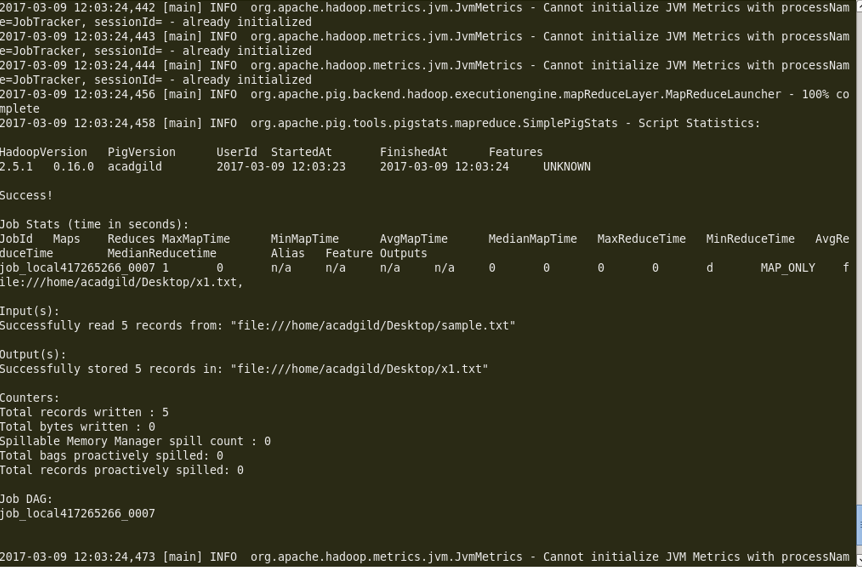 2017-03-09 12:03:24,442 [main] INFO  org.apache.hadoop.metrics.jvm.JvmMetrics - Cannot initialize JVM Metrics with processNam
e=JobTracker, sessionId= - already initialized
2017-03-09 12:03:24,443 [main] INFO  org.apache.hadoop.metrics.jvm.JvmMetrics - Cannot initialize JVM Metrics with processNam
e=JobTracker, sessionId= - already initialized
2017-03-09 12:03:24,444 [main] INFO  org.apache.hadoop.metrics.jvm.JvmMetrics - Cannot initialize JVM Metrics with processNam
e=JobTracker, sessionId= - already initialized
2017-03-09 12:03:24,456 [main] INFO  org.apache.pig.backend.hadoop.executionengine.mapReduceLayer.MapReduceLauncher - 100% co
mplete
2017-03-09 12:03:24,458 [main] INFO  org.apache.pig.tools.pigstats.mapreduce.SimplePigStats - Script Statistics:
HadoopVersion   PigVersion      UserId  StartedAt       FinishedAt      Features
2.5.1   0.16.0  acadgild        2017-03-09 12:03:23     2017-03-09 12:03:24     UNKNOWN
Success!
Job Stats (time in seconds):
JobId   Maps    Reduces MaxMapTime      MinMapTime      AvgMapTime      MedianMapTime   MaxReduceTime   MinReduceTime   AvgRe
duceTime        MedianReducetime        Alias   Feature Outputs
job_local417265266_0007 1       0       n/a     n/a     n/a     n/a     0       0       0       0       d       MAP_ONLY    f
ile:///home/acadgild/Desktop/x1.txt,
Input(s):
Successfully read 5 records from: "file:///home/acadgild/Desktop/sample.txt"
Output(s):
Successfully stored 5 records in: "file:///home/acadgild/Desktop/x1.txt"
Counters:
Total records written : 5
Total bytes written : 0
Spillable Memory Manager spill count : 0
Total bags proactively spilled: 0
Total records proactively spilled: 0
Job DAG:
job_local417265266_0007
2017-03-09 12:03:24,473 [main] INFO  org.apache.hadoop.metrics.jvm.JvmMetrics - Cannot initialize JVM Metrics with processNam